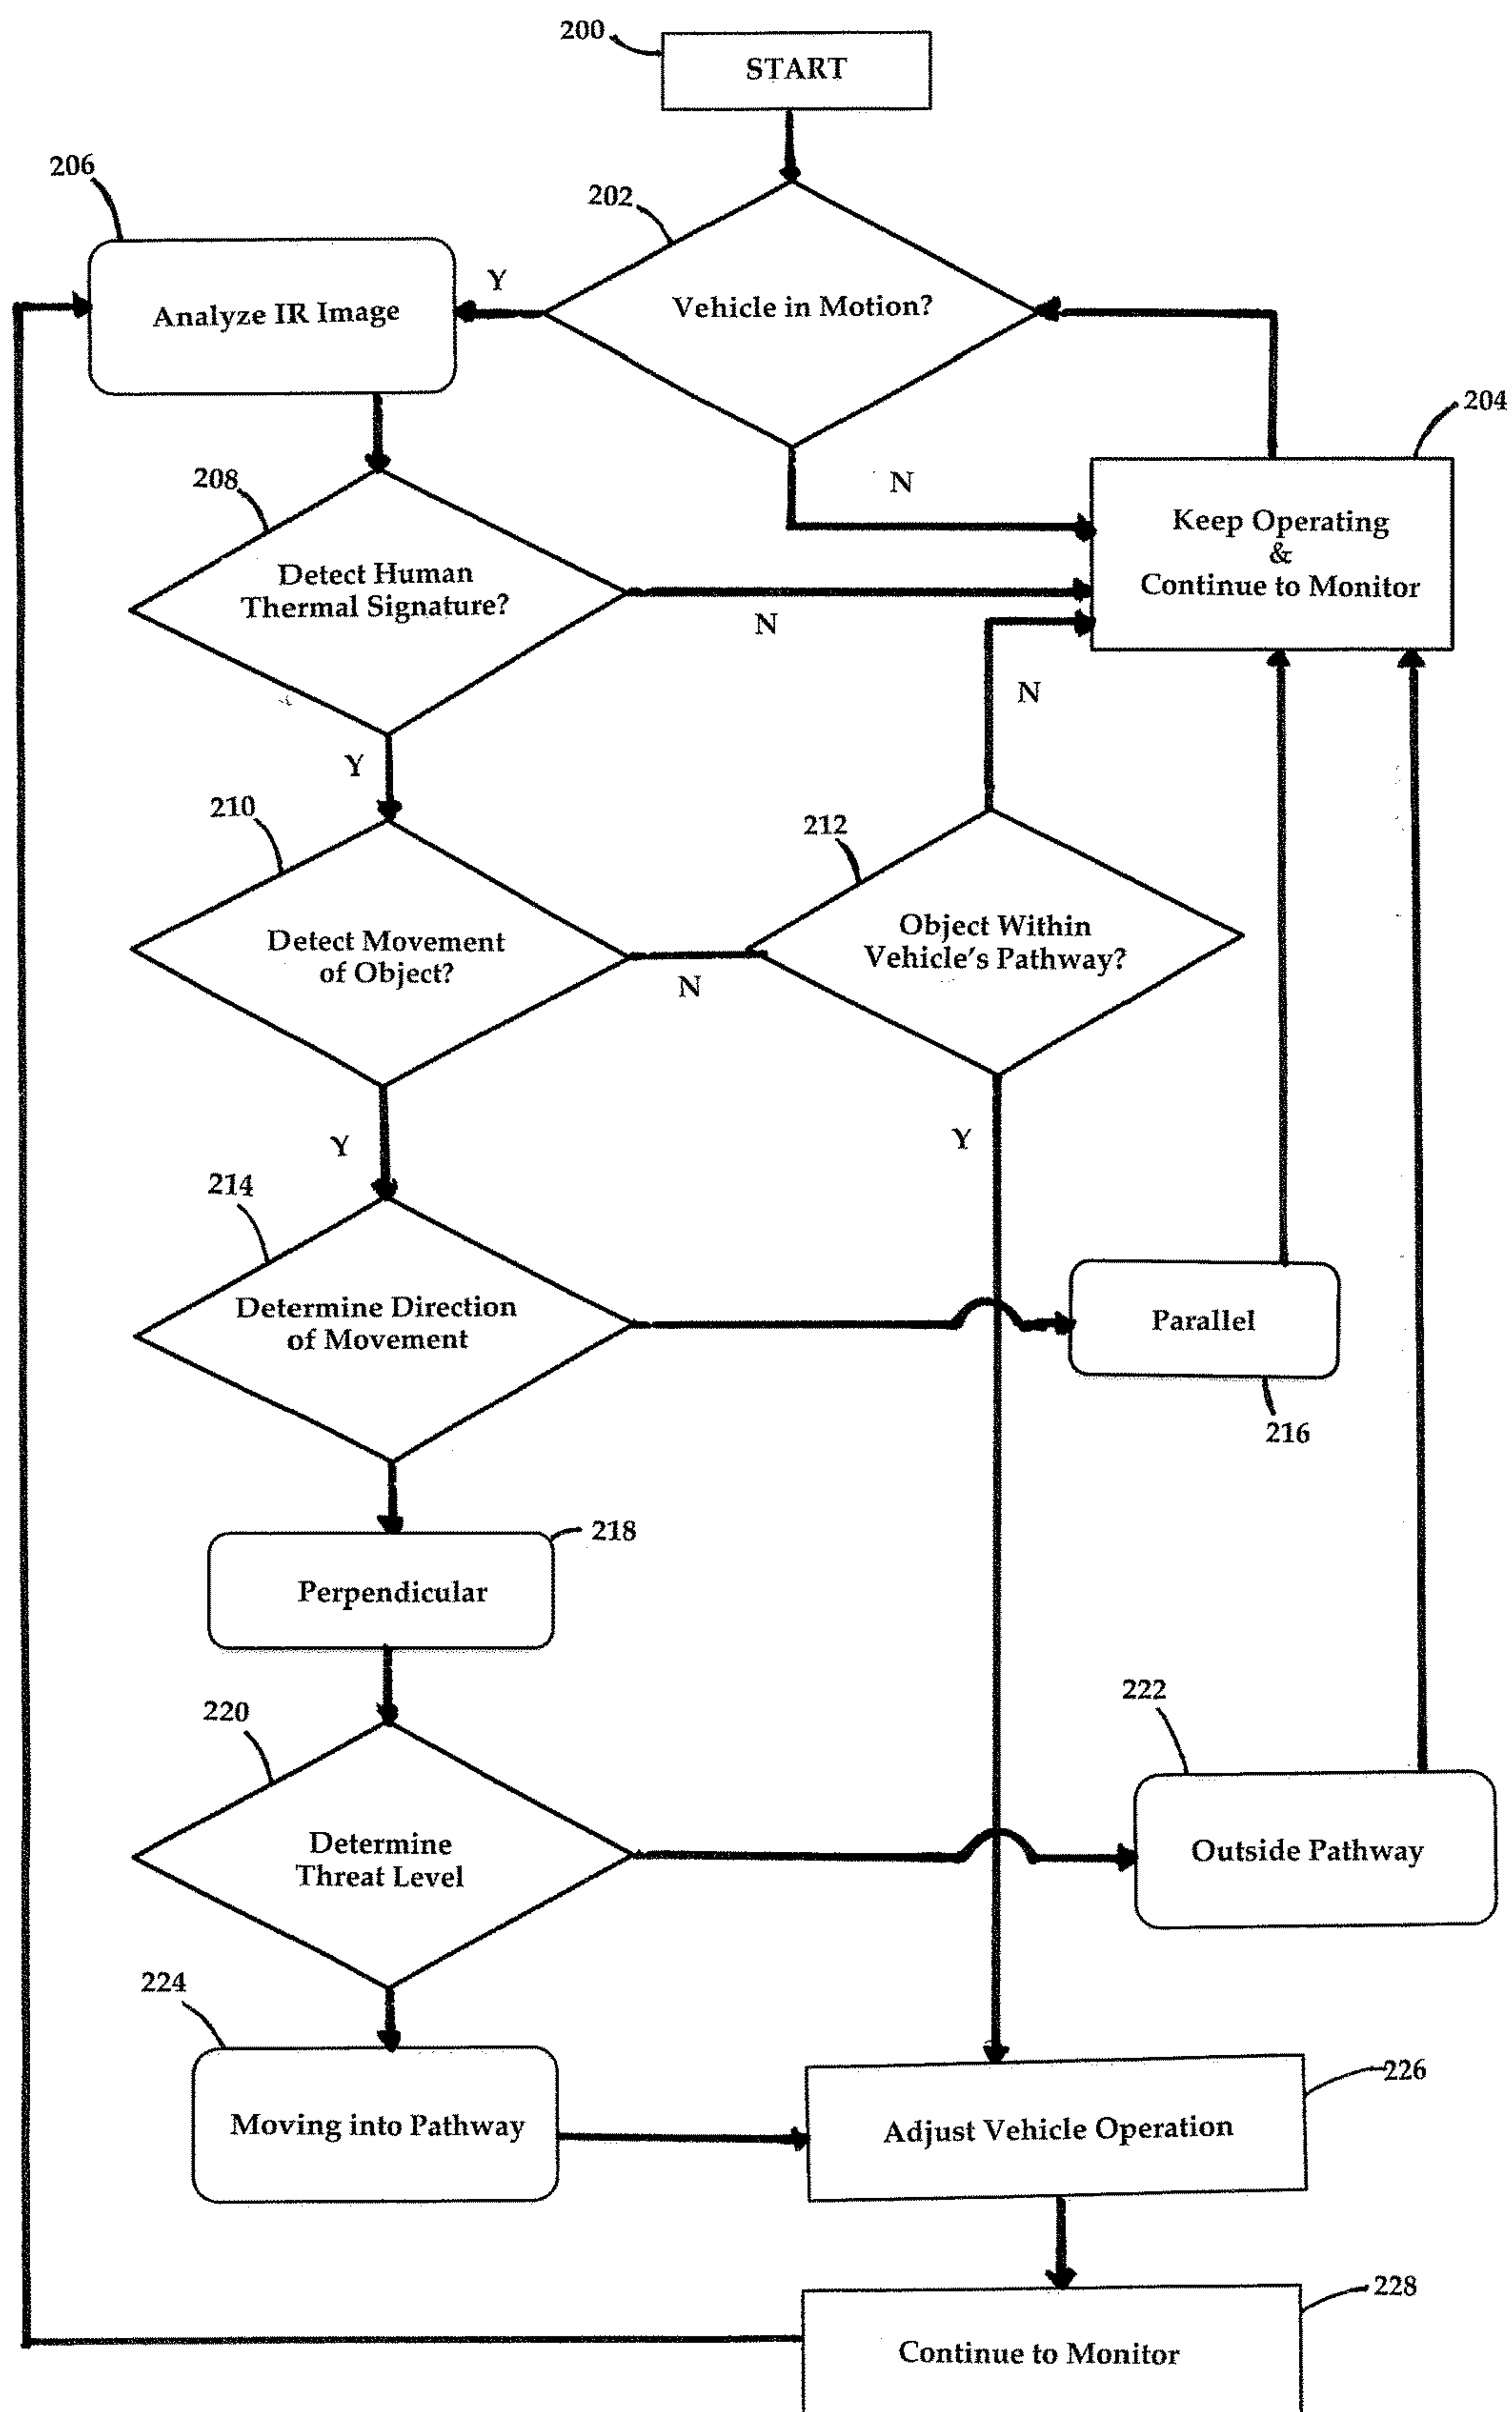 200
START
206
202
Y
Analyze IR Image
Vehicle in Motion?
204
208
N
Keep Operating
&
Continue to Monitor
Detect Human
Thermal Signature?
N
N
Y
210
212
Detect Movement
of Object?
N
Object Within
Vehicle's Pathway?
Y
Y
214
Determine Direction
of Movement
Parallel
216
218
Perpendicular
220
222
Determine
Threat Level
Outside Pathway
224
226
Moving into Pathway
Adjust Vehicle Operation
228
Continue to Monitor